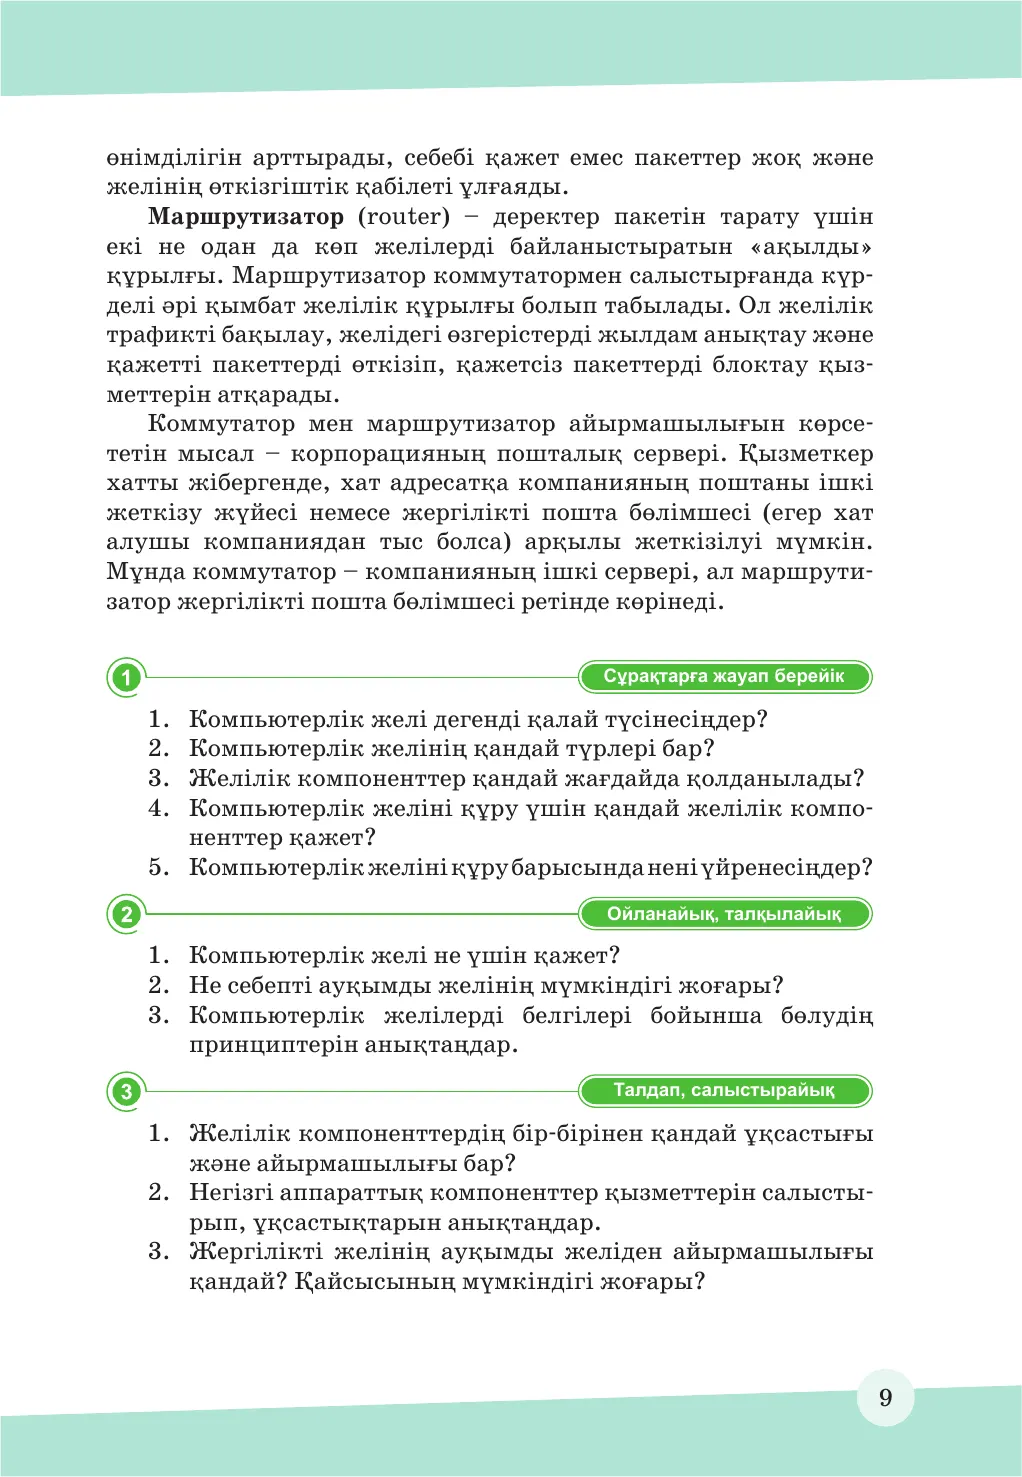 өнімділігін арттырады, себебі қажет емес пакеттер жоқ және
желінің өткізгіштік қабілеті ұлғаяды.
Маршрутизатор (router) – деректер пакетін тарату үшін
екі не одан да көп желілерді байланыстыратын «ақылды»
құрылғы. Маршрутизатор коммутатормен салыстырғанда күр-
делі әрі қымбат желілік құрылғы болып табылады. Ол желілік
трафикті бақылау, желідегі өзгерістерді жылдам анықтау және
қажетті пакеттерді өткізіп, қажетсіз пакеттерді блоктау қыз-
меттерін атқарады.
Коммутатор мен маршрутизатор айырмашылығын көрсе-
тетін мысал – корпорацияның пошталық сервері. Қызметкер
хатты жібергенде, хат адресатқа компанияның поштаны ішкі
жеткізу жүйесі немесе жергілікті пошта бөлімшесі (егер хат
алушы компаниядан тыс болса) арқылы жеткізілуі мүмкін.
Мұнда коммутатор – компанияның ішкі сервері, ал маршрути-
затор жергілікті пошта бөлімшесі ретінде көрінеді.
1 Сұрақтарға жауап берейік
1. Компьютерлік желі дегенді қалай түсінесіңдер?
2. Компьютерлік желінің қандай түрлері бар?
3. Желілік компоненттер қандай жағдайда қолданылады?
4. Компьютерлік желіні құру үшін қандай желілік компо-
ненттер қажет?
5. Компьютерлік желіні құру барысында нені үйренесіңдер?
2 Ойланайық, талқылайық
1. Компьютерлік желі не үшін қажет?
2. Не себепті ауқымды желінің мүмкіндігі жоғары?
3. Компьютерлік желілерді белгілері бойынша бөлудің
принциптерін анықтаңдар.
3 Талдап, салыстырайық
1. Желілік компоненттердің бір-бірінен қандай ұқсастығы
және айырмашылығы бар?
2. Негізгі аппараттық компоненттер қызметтерін салысты-
рып, ұқсастықтарын анықтаңдар.
3. Жергілікті желінің ауқымды желіден айырмашылығы
қандай? Қайсысының мүмкіндігі жоғары?
9